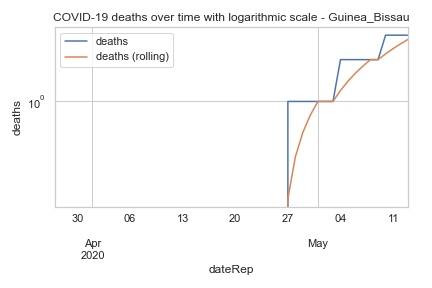 COVID-19 deaths over time with logarithmic scale - Guinea_Bissau
deaths
deaths (rolling)
10⁰
deaths
30 06 13 20 27 04 11
Apr May
2020
dateRep